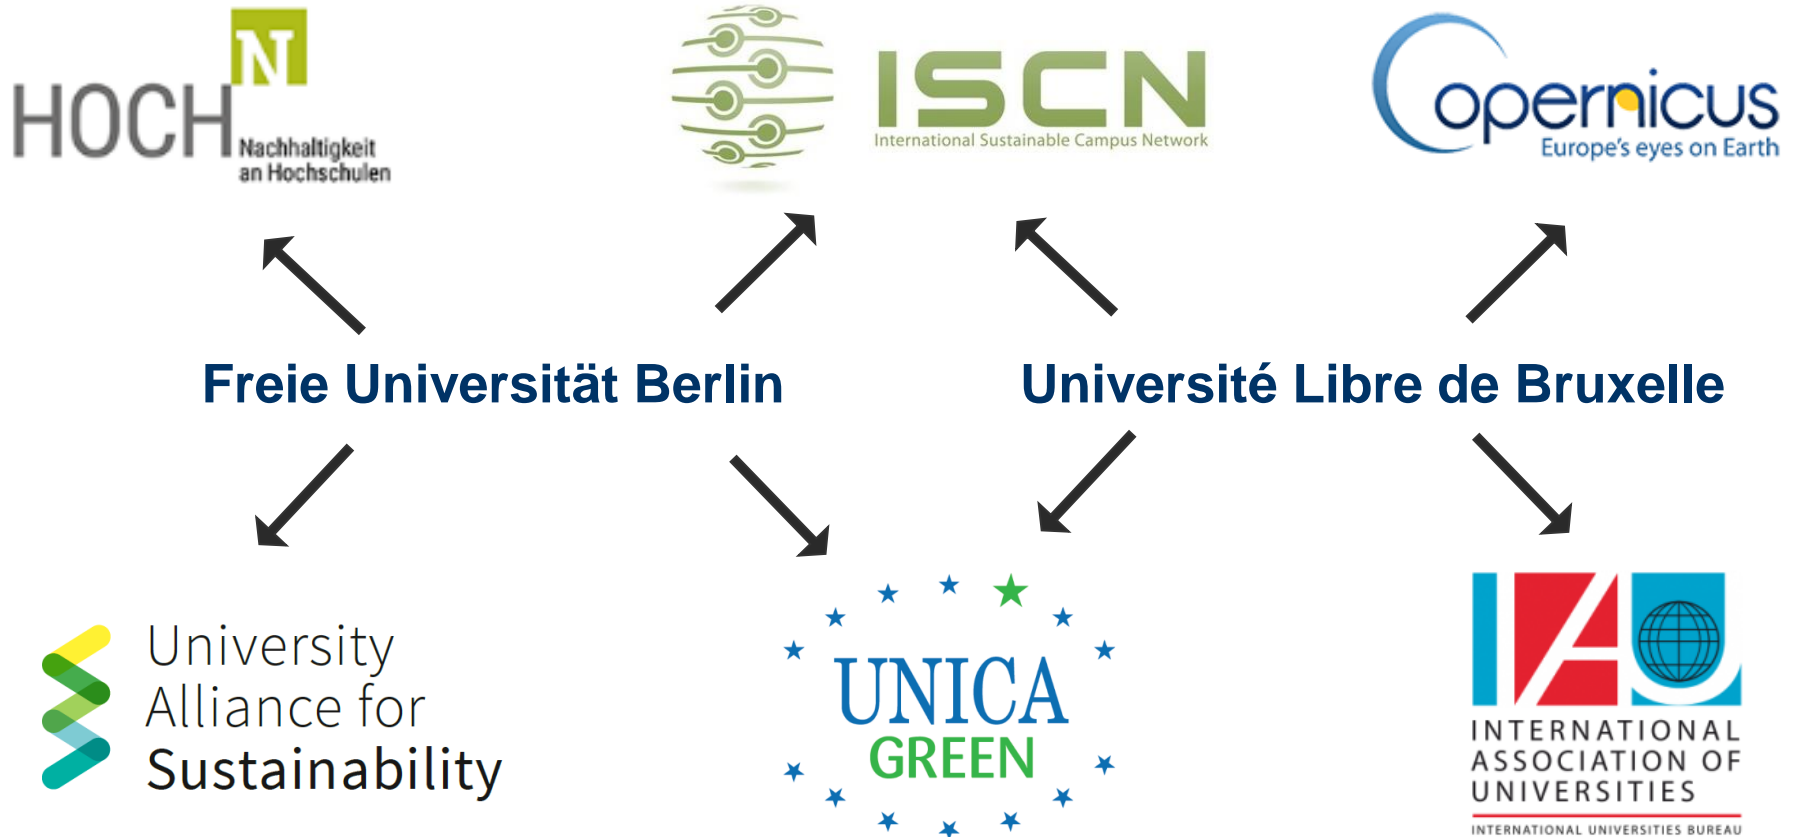 HOCH N
Nachhaltigkeit
an Hochschulen
ISCN
International Sustainable Campus Network
Copernicus
Europe's eyes on Earth
Freie Universität Berlin
Université Libre de Bruxelle
University
Alliance for
Sustainability
UNICA
GREEN
IAU
INTERNATIONAL
ASSOCIATION OF
UNIVERSITIES
INTERNATIONAL UNIVERSITIES BUREAU